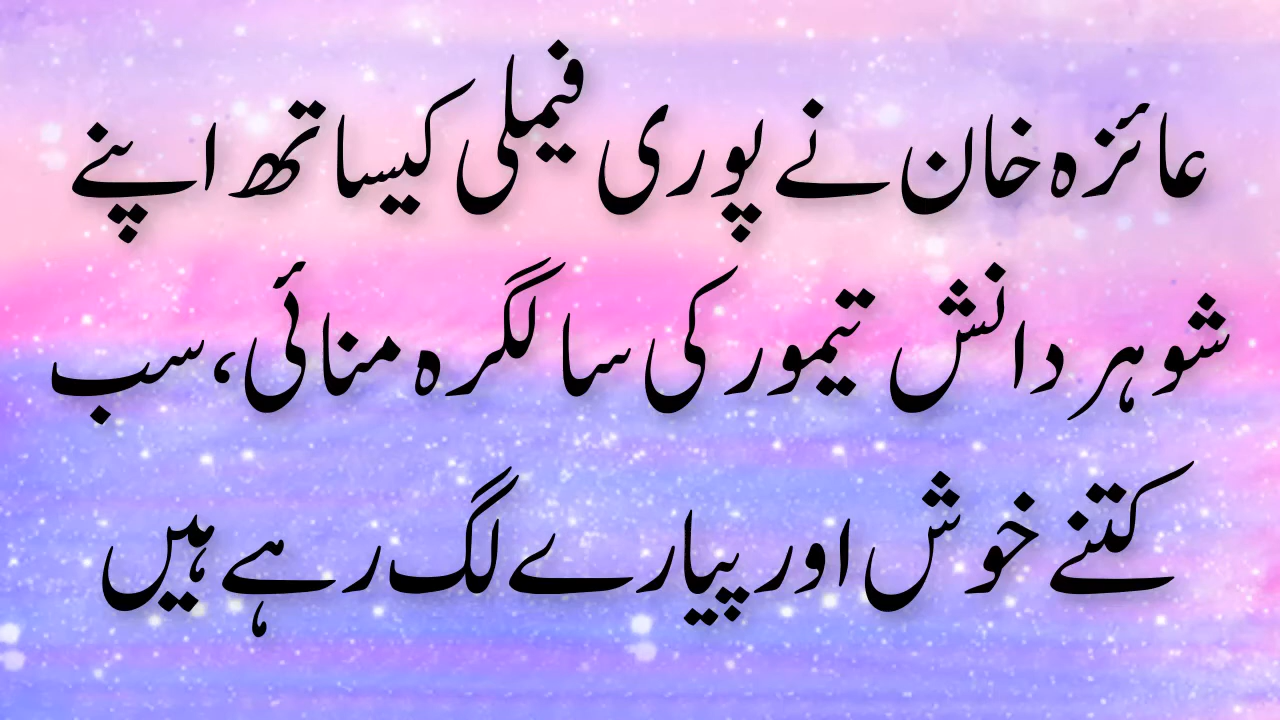 عائزہ خان نے پوری فیملی کیساتھ اپنے
شوہر دانش تیمور کی سالگرہ منائی، سب
کتنے خوش اور پیارے لگ رہے ہیں